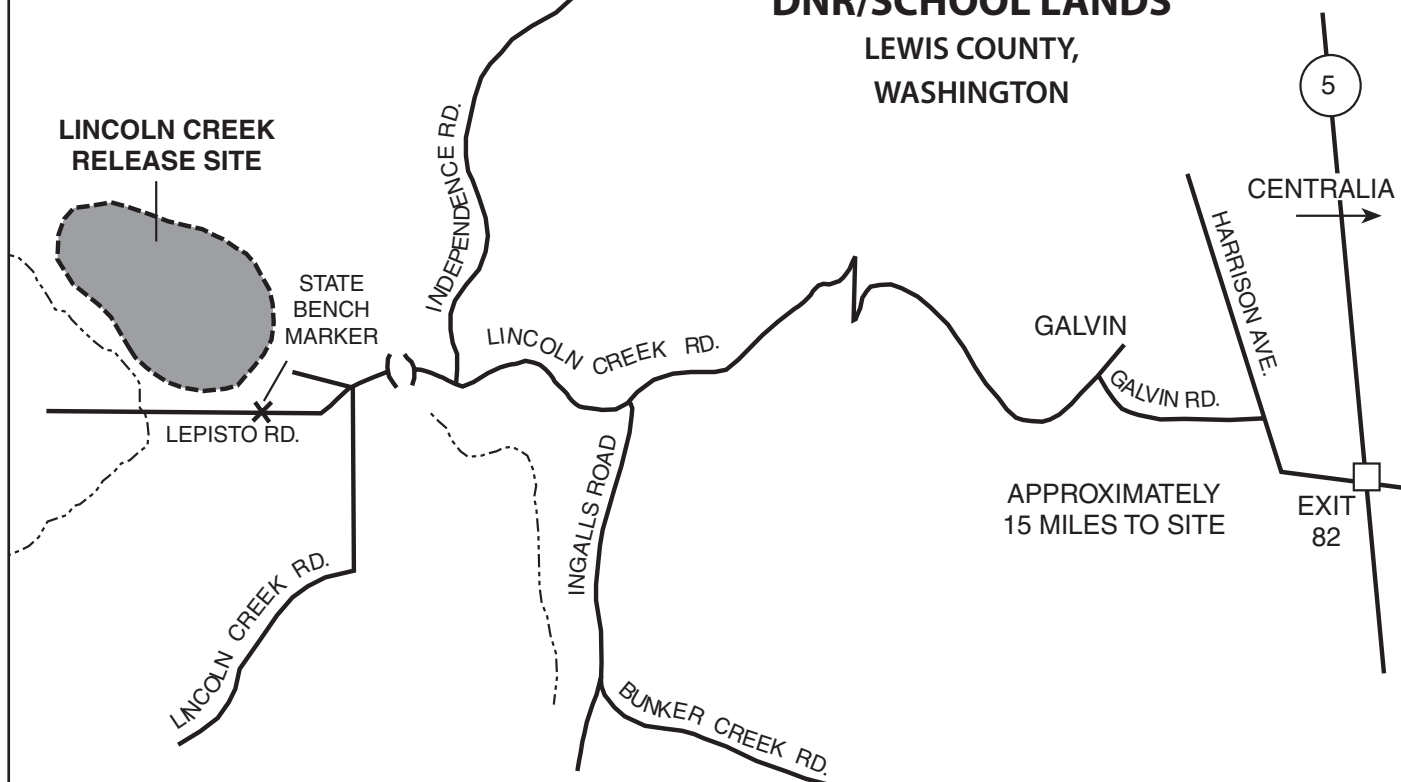 DNR/SCHOOL LANDS
LEWIS COUNTY,
WASHINGTON
5
LINCOLN CREEK
RELEASE SITE
INDEPENDENCE RD.
CENTRALIA
HARRISON AVE.
STATE
BENCH
MARKER
LINCOLN CREEK RD.
GALVIN
GALVIN RD.
LEPISTO RD.
INGALLS ROAD
APPROXIMATELY
15 MILES TO SITE
EXIT
82
LINCOLN CREEK RD.
BUNKER CREEK RD.